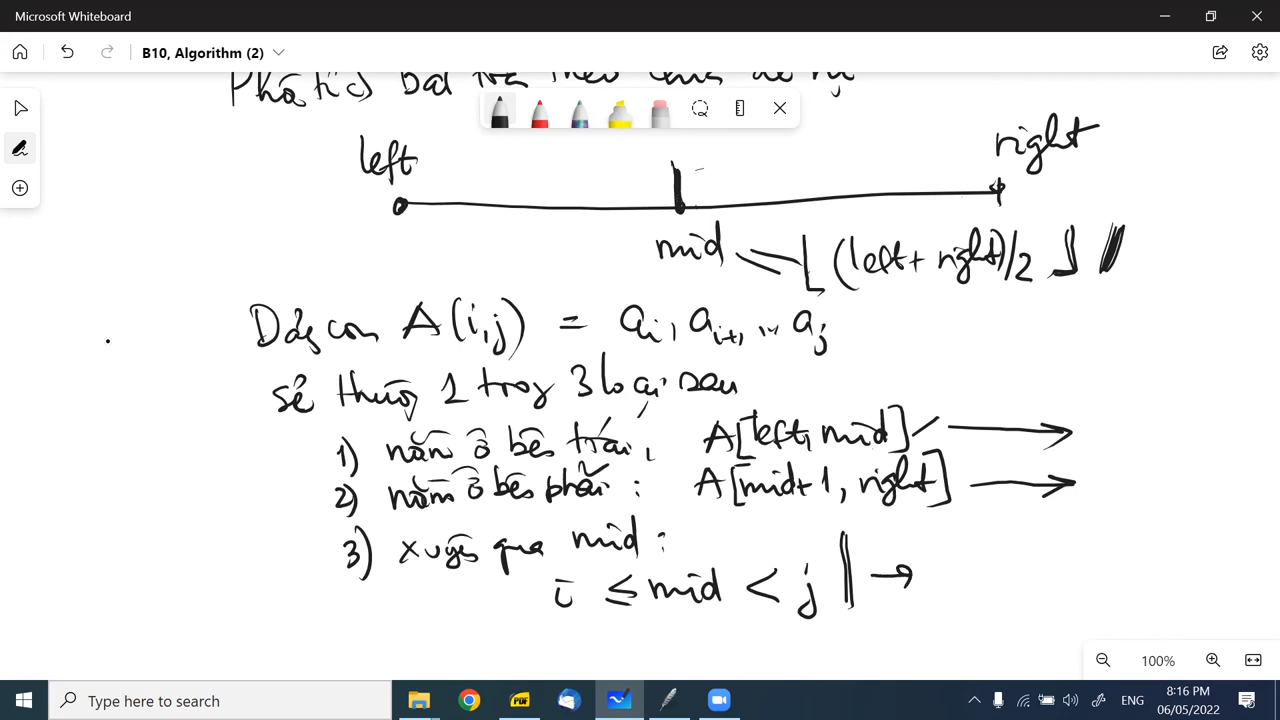 Microsoft Whiteboard
B10, Algorithm (2)
left
right
mid = ⌊(left + right)/2⌋
Dãy con A(i,j) = ai, ai+1, ... aj
sẽ thuộc 1 trong 3 loại sau
1) nằm ở bên trái: A[left, mid]
2) nằm ở bên phải: A[mid+1, right]
3) xuyên qua mid:
i ≤ mid < j
100%
Type here to search
ENG
8:16 PM
06/05/2022